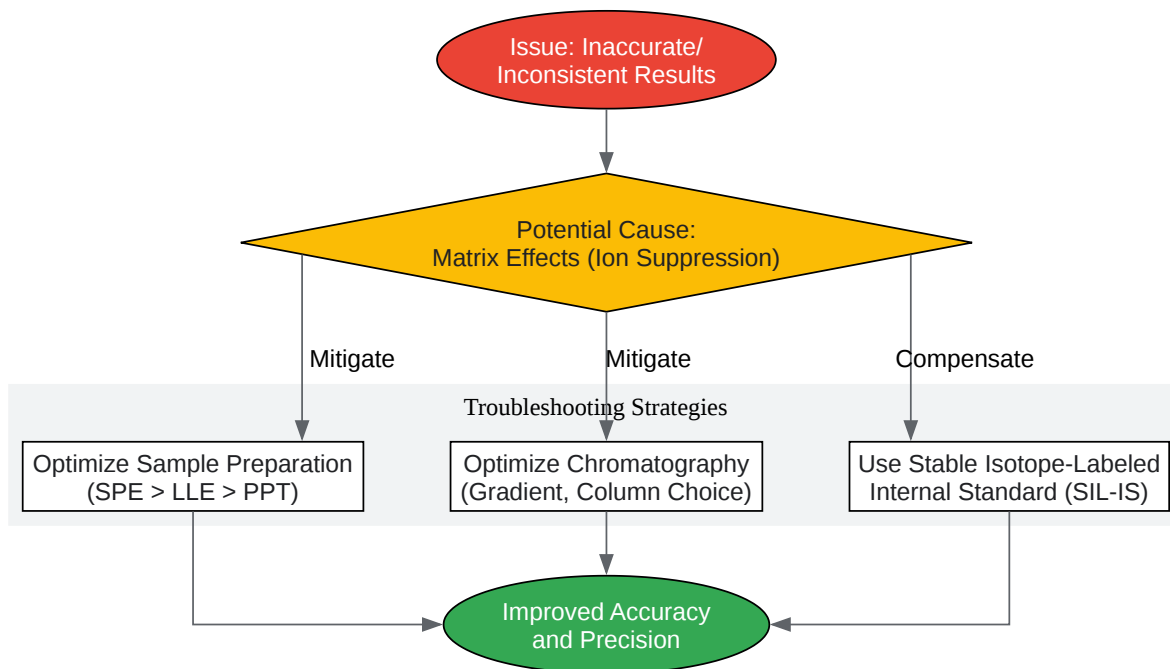 Issue: Inaccurate/
Inconsistent Results
Potential Cause:
Matrix Effects (Ion Suppression)
Mitigate
Mitigate
Compensate
Troubleshooting Strategies
Optimize Sample Preparation
(SPE > LLE > PPT)
Optimize Chromatography
(Gradient, Column Choice)
Use Stable Isotope-Labeled
Internal Standard (SIL-IS)
Improved Accuracy
and Precision